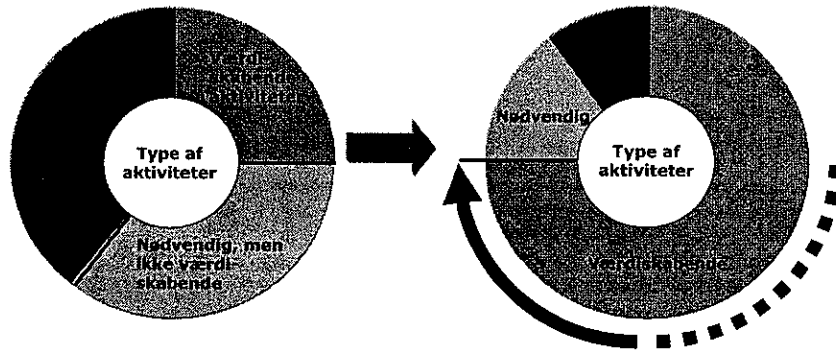 Værdi-
skabende
aktiviteter
Type af
aktiviteter
Nødvendig, men
ikke værdi-
skabende
Nødvendig
Type af
aktiviteter
Værdiskabende